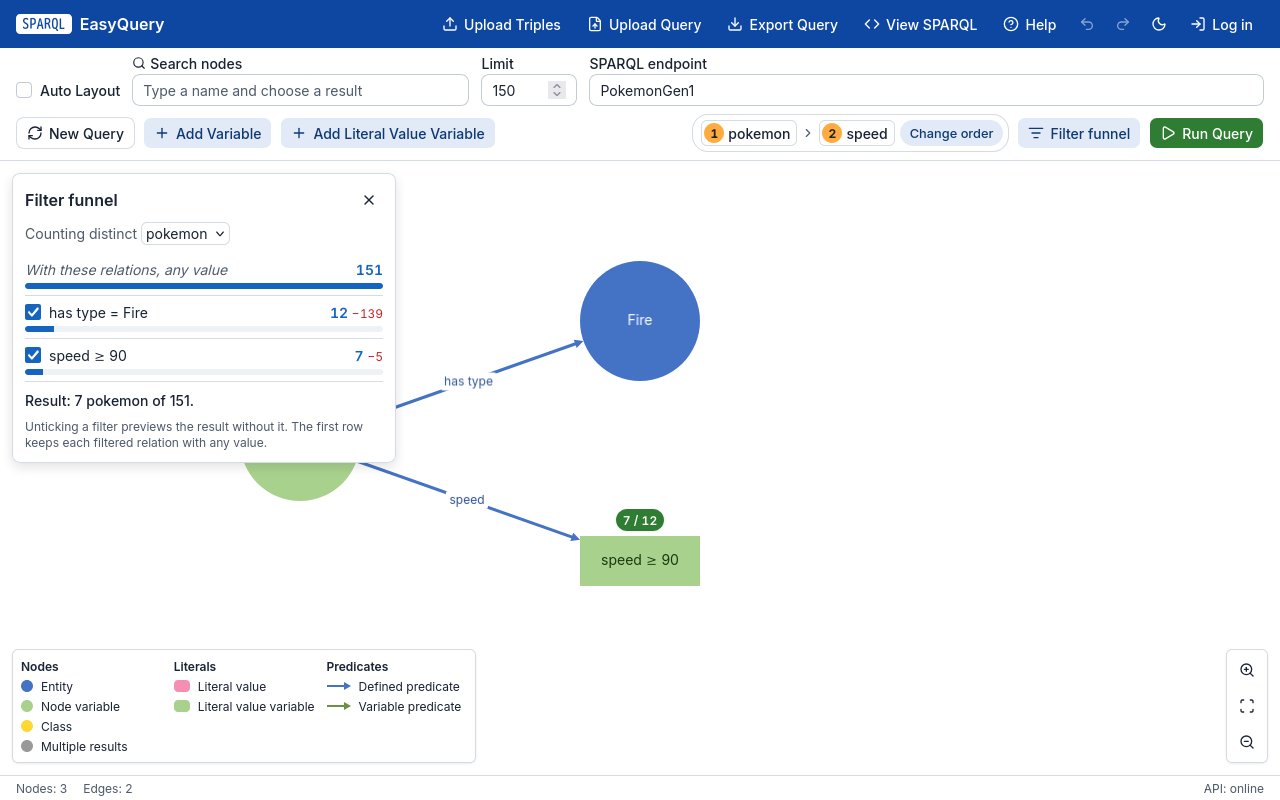 SPARQL EasyQuery Upload Triples Upload Query Export Query View SPARQL Help Log in
Search nodes Limit SPARQL endpoint
Auto Layout Type a name and choose a result 150 PokemonGen1
New Query Add Variable Add Literal Value Variable 1 pokemon 2 speed Change order Filter funnel Run Query
Filter funnel
Counting distinct pokemon
With these relations, any value 151
has type = Fire 12 −139
speed ≥ 90 7 −5
Result: 7 pokemon of 151.
Unticking a filter previews the result without it. The first row
keeps each filtered relation with any value.
Fire
has type
speed
7 / 12
speed ≥ 90
Nodes Literals Predicates
Entity Literal value Defined predicate
Node variable Literal value variable Variable predicate
Class
Multiple results
Nodes: 3 Edges: 2 API: online